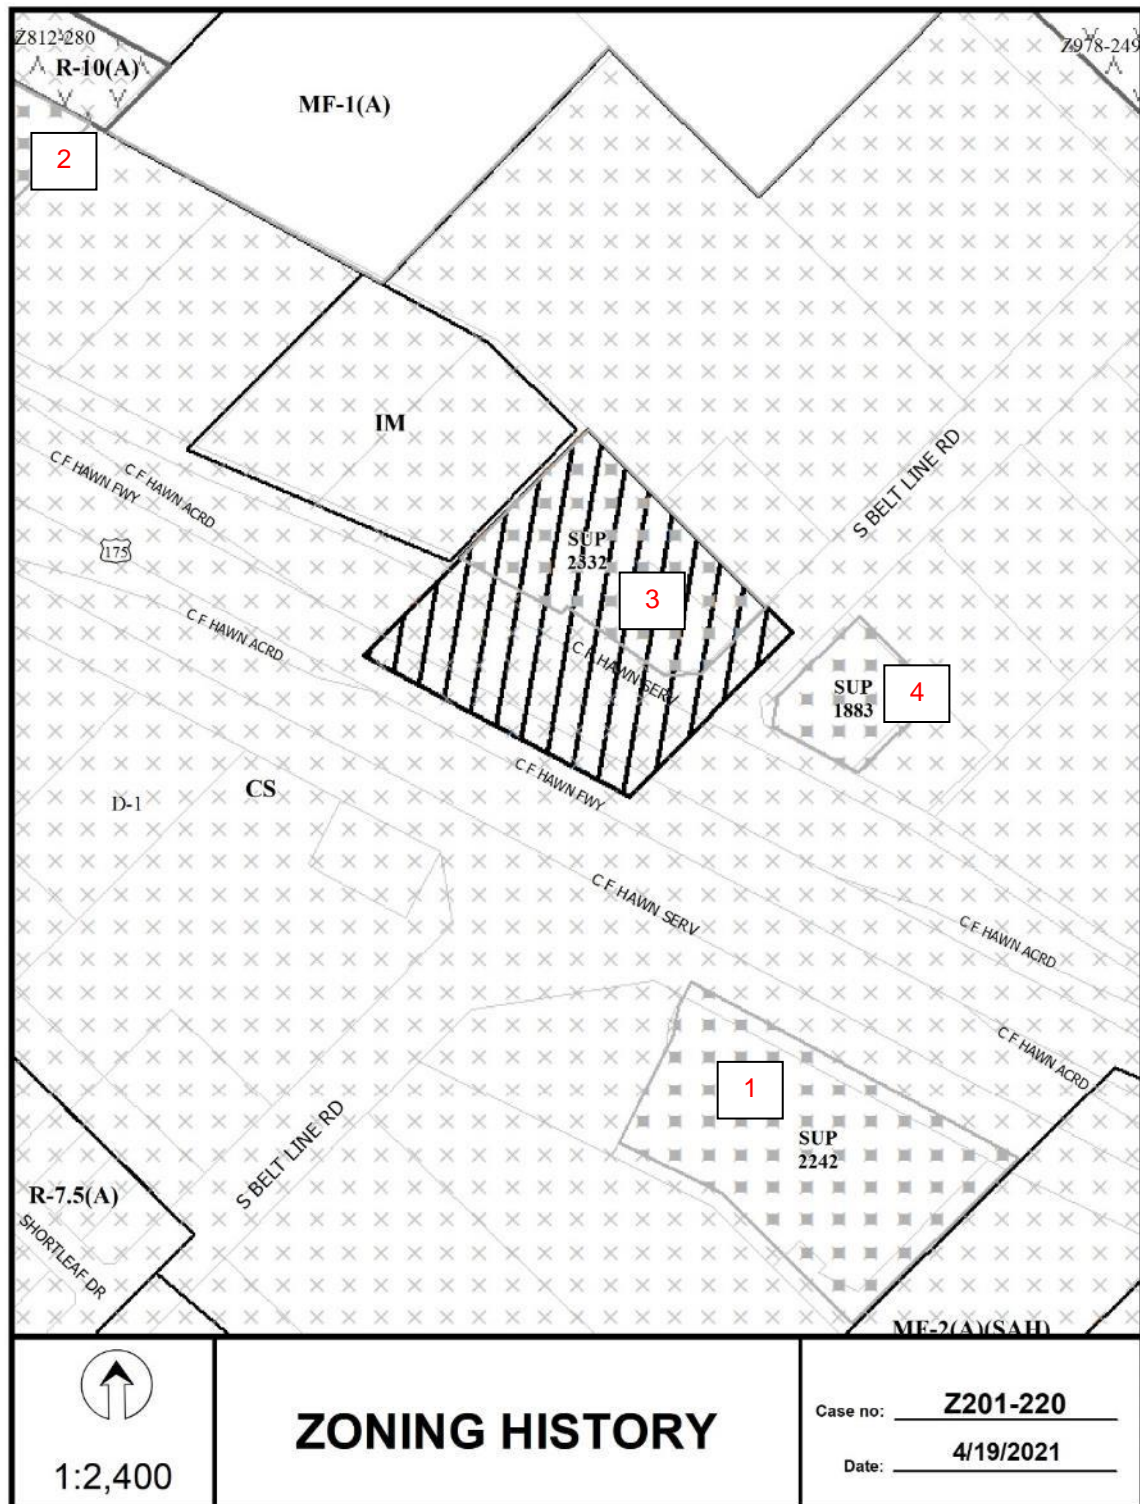 Z812-280
R-10(A)
Z978-249
MF-1(A)
2
IM
S BELT LINE RD
C F HAWN FWY
C F HAWN ACRD
175
SUP
2332
3
C F HAWN ACRD
C F HAWN SERV
SUP
1883
4
C F HAWN FWY
CS
D-1
C F HAWN SERV
C F HAWN ACRD
C F HAWN ACRD
1
SUP
2242
S BELT LINE RD
R-7.5(A)
SHORTLEAF DR
MF-2(A)(SAH)
1:2,400
ZONING HISTORY
Case no: Z201-220
Date: 4/19/2021